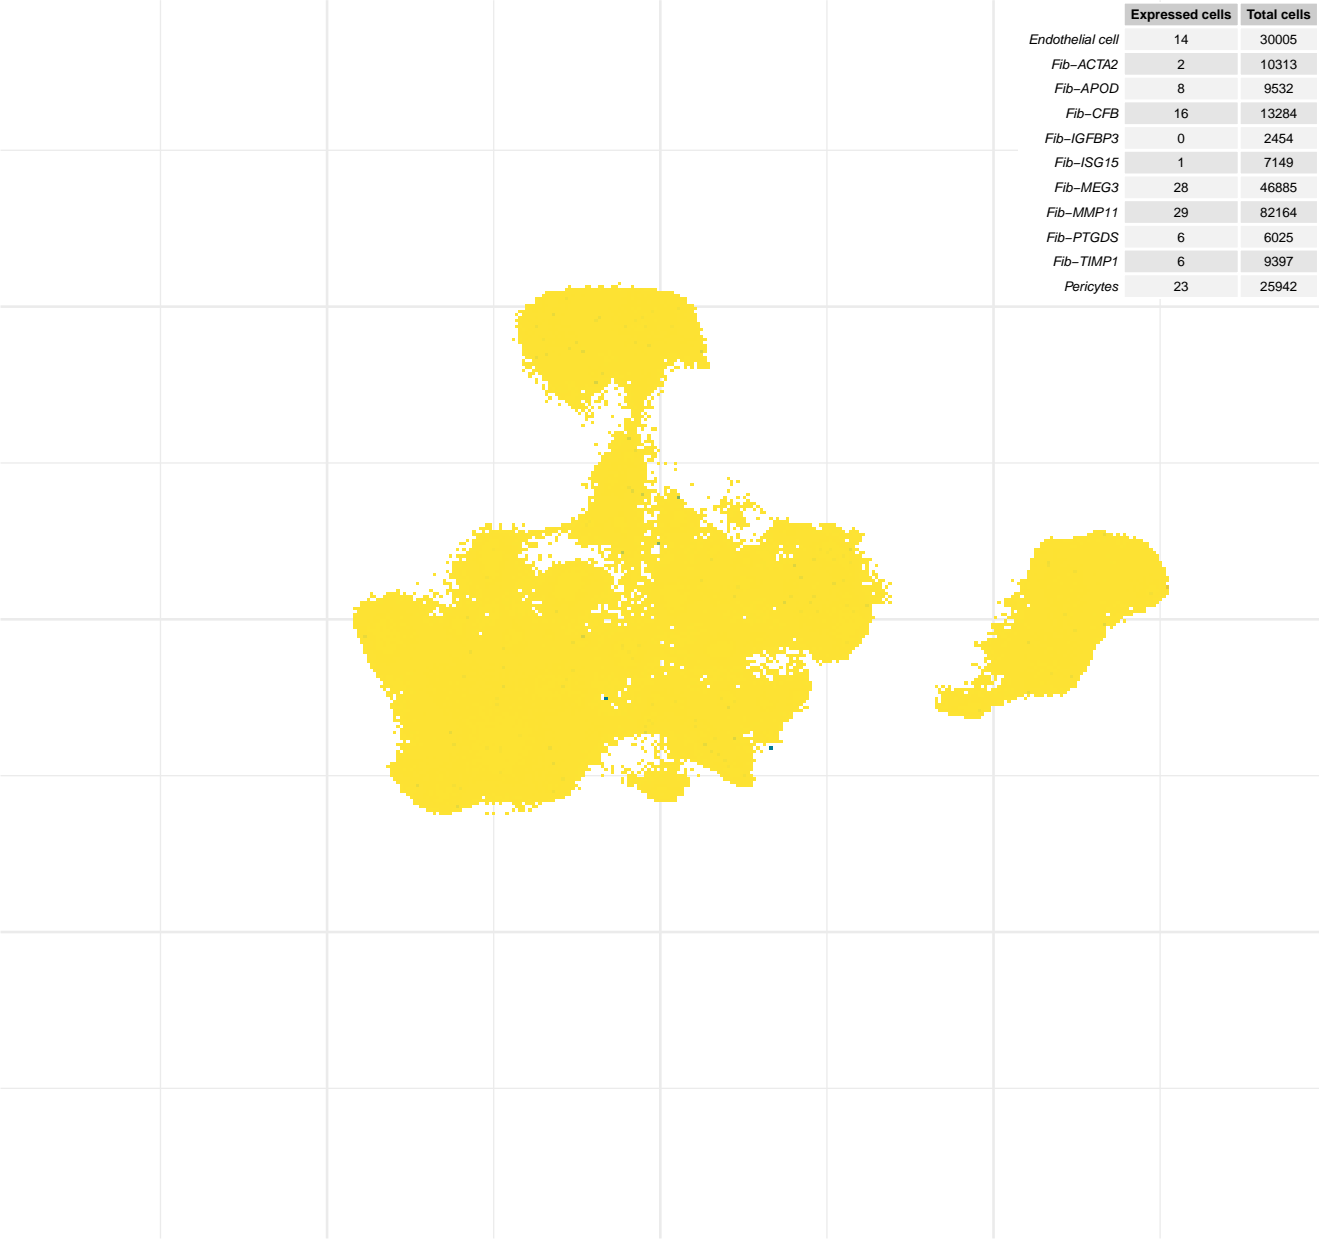 Expressed cells Total cells
Endothelial cell 14 30005
Fib−ACTA2 2 10313
Fib−APOD 8 9532
Fib−CFB 16 13284
Fib−IGFBP3 0 2454
Fib−ISG15 1 7149
Fib−MEG3 28 46885
Fib−MMP11 29 82164
Fib−PTGDS 6 6025
Fib−TIMP1 6 9397
Pericytes 23 25942